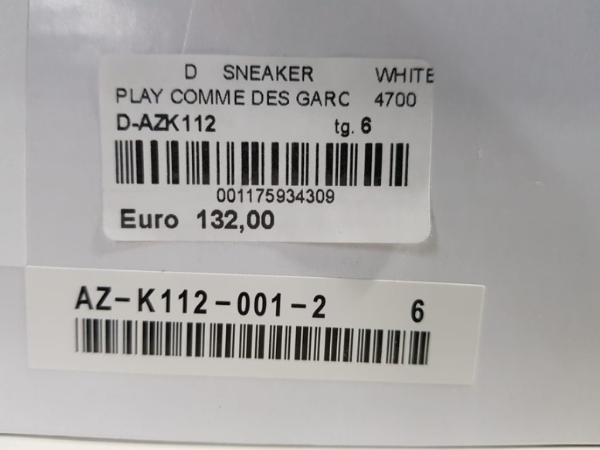 D SNEAKER WHITE
PLAY COMME DES GARC 4700
D-AZK112 tg. 6
001175934309
Euro 132,00
AZ-K112-001-2 6